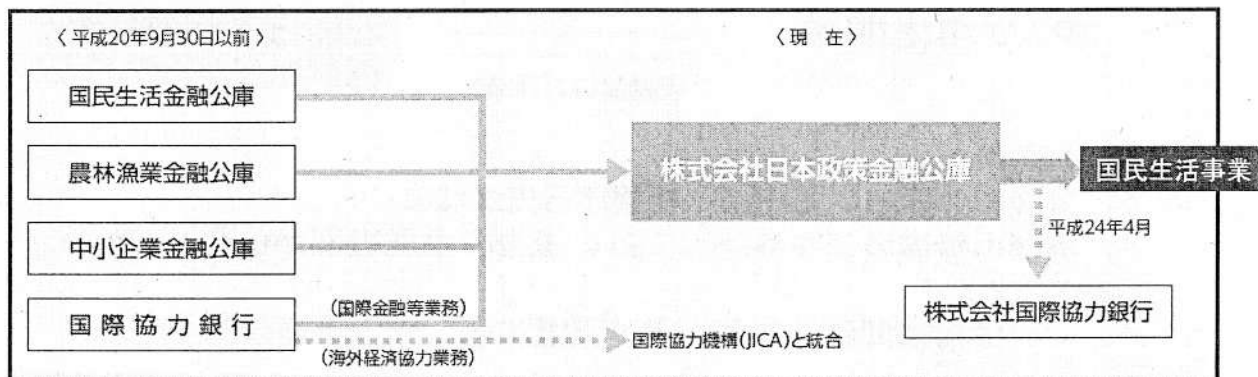 〈 平成20年9月30日以前 〉
〈 現　在 〉
国民生活金融公庫
農林漁業金融公庫
中小企業金融公庫
国際協力銀行
(国際金融等業務)
(海外経済協力業務)
株式会社日本政策金融公庫
国民生活事業
平成24年4月
株式会社国際協力銀行
国際協力機構(JICA)と統合